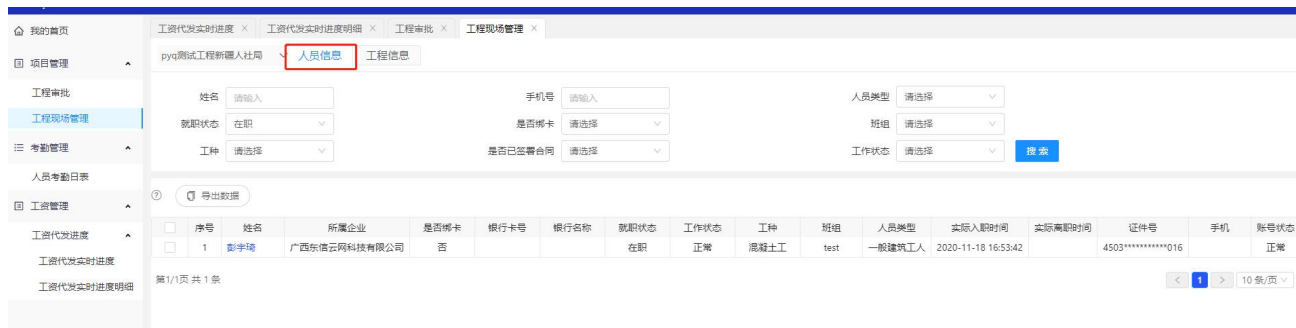 我的首页
项目管理
工程审批
工程现场管理
考勤管理
人员考勤日表
工资管理
工资代发进度
工资代发实时进度
工资代发实时进度明细
工资代发实时进度 × 工资代发实时进度明细 × 工程审批 × 工程现场管理 ×
pyq测试工程新疆人社局 人员信息 工程信息
姓名 请输入 手机号 请输入 人员类型 请选择
就职状态 在职 是否绑卡 请选择 班组 请选择
工种 请选择 是否已签署合同 请选择 工作状态 请选择 搜索
导出数据
序号 姓名 所属企业 是否绑卡 银行卡号 银行名称 就职状态 工作状态 工种 班组 人员类型 实际入职时间 实际离职时间 证件号 手机 账号状态
1 彭宇琦 广西东信云网科技有限公司 否 在职 正常 混凝土工 test 一般建筑工人 2020-11-18 16:53:42 4503***********016 正常
第1/1页 共 1 条 < 1 > 10 条/页